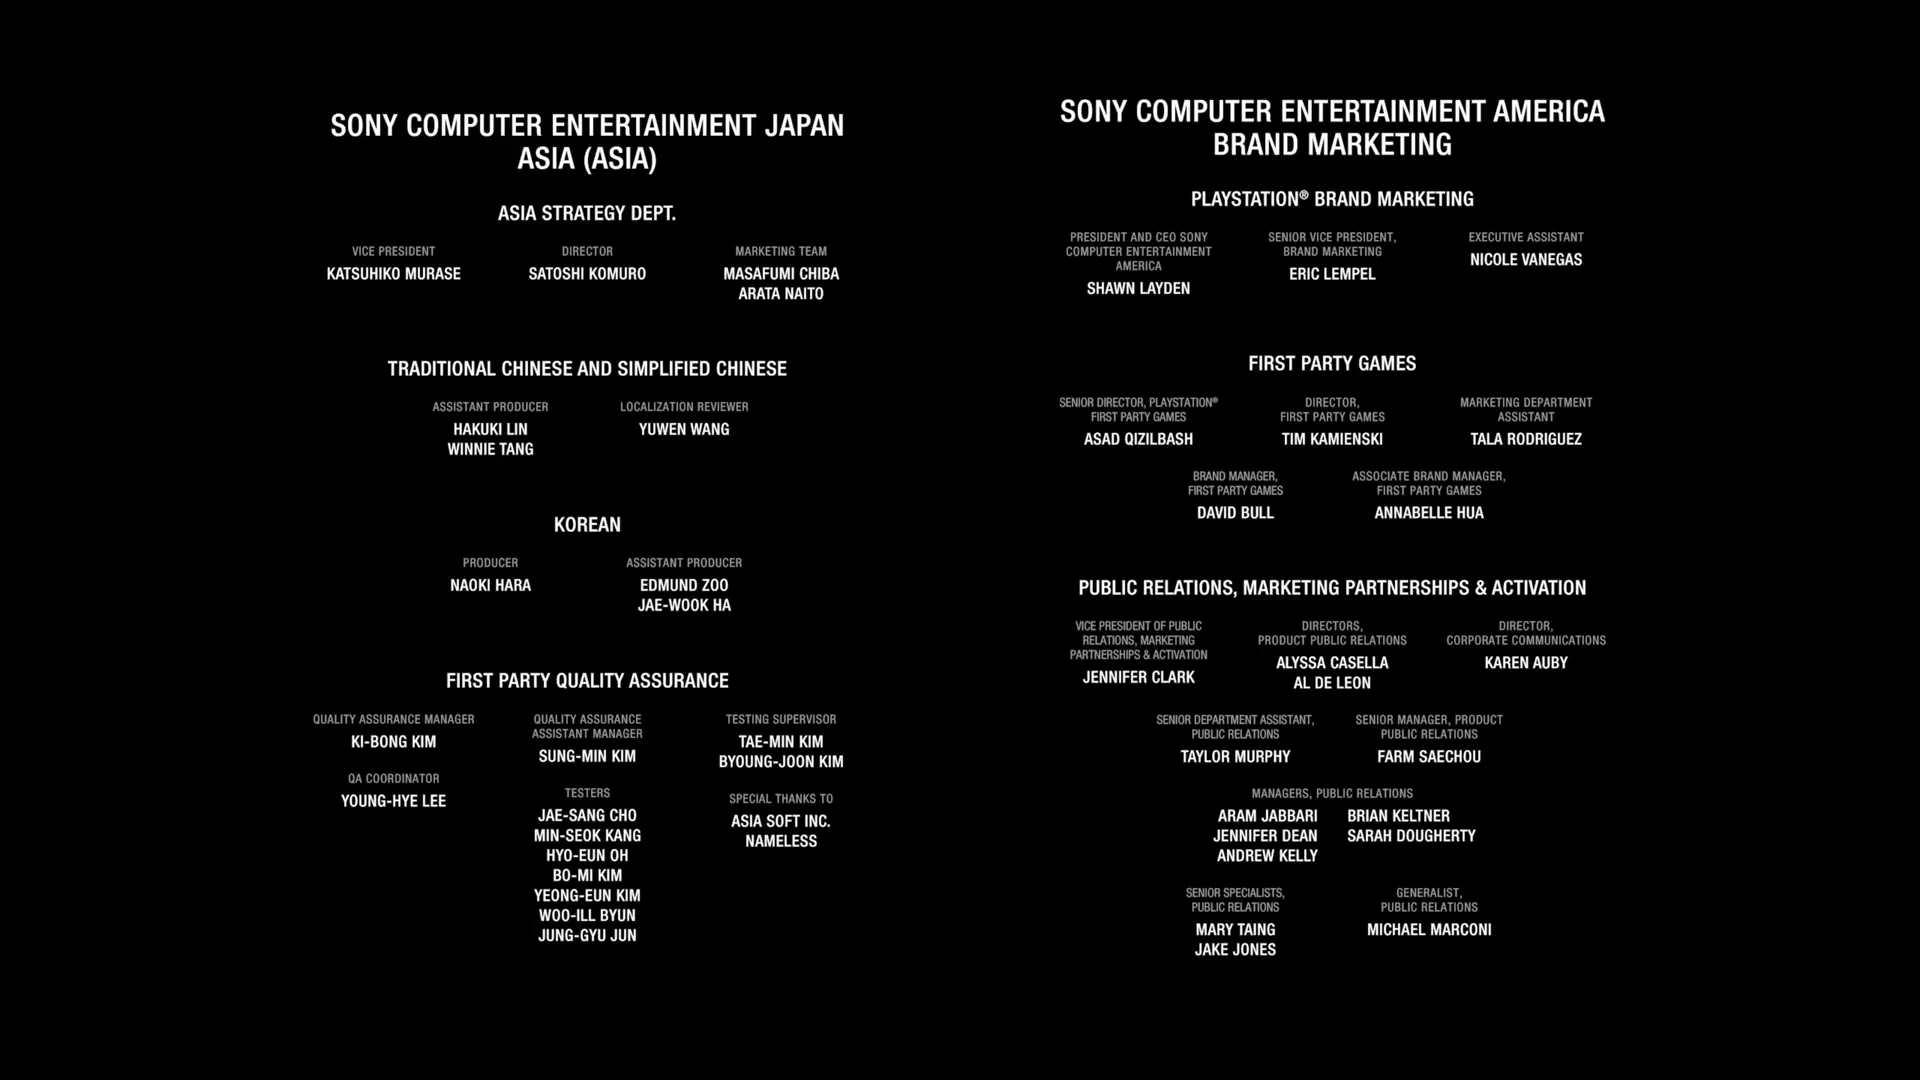 SONY COMPUTER ENTERTAINMENT JAPAN
ASIA (ASIA)
ASIA STRATEGY DEPT.
VICE PRESIDENT
KATSUHIKO MURASE
DIRECTOR
SATOSHI KOMURO
MARKETING TEAM
MASAFUMI CHIBA
ARATA NAITO
TRADITIONAL CHINESE AND SIMPLIFIED CHINESE
ASSISTANT PRODUCER
HAKUKI LIN
WINNIE TANG
LOCALIZATION REVIEWER
YUWEN WANG
KOREAN
PRODUCER
NAOKI HARA
ASSISTANT PRODUCER
EDMUND ZOO
JAE-WOOK HA
FIRST PARTY QUALITY ASSURANCE
QUALITY ASSURANCE MANAGER
KI-BONG KIM
QA COORDINATOR
YOUNG-HYE LEE
QUALITY ASSURANCE
ASSISTANT MANAGER
SUNG-MIN KIM
TESTERS
JAE-SANG CHO
MIN-SEOK KANG
HYO-EUN OH
BO-MI KIM
YEONG-EUN KIM
WOO-ILL BYUN
JUNG-GYU JUN
TESTING SUPERVISOR
TAE-MIN KIM
BYOUNG-JOON KIM
SPECIAL THANKS TO
ASIA SOFT INC.
NAMELESS
SONY COMPUTER ENTERTAINMENT AMERICA
BRAND MARKETING
PLAYSTATION® BRAND MARKETING
PRESIDENT AND CEO SONY
COMPUTER ENTERTAINMENT
AMERICA
SHAWN LAYDEN
SENIOR VICE PRESIDENT,
BRAND MARKETING
ERIC LEMPEL
EXECUTIVE ASSISTANT
NICOLE VANEGAS
FIRST PARTY GAMES
SENIOR DIRECTOR, PLAYSTATION®
FIRST PARTY GAMES
ASAD QIZILBASH
DIRECTOR,
FIRST PARTY GAMES
TIM KAMIENSKI
MARKETING DEPARTMENT
ASSISTANT
TALA RODRIGUEZ
BRAND MANAGER,
FIRST PARTY GAMES
DAVID BULL
ASSOCIATE BRAND MANAGER,
FIRST PARTY GAMES
ANNABELLE HUA
PUBLIC RELATIONS, MARKETING PARTNERSHIPS & ACTIVATION
VICE PRESIDENT OF PUBLIC
RELATIONS, MARKETING
PARTNERSHIPS & ACTIVATION
JENNIFER CLARK
DIRECTORS,
PRODUCT PUBLIC RELATIONS
ALYSSA CASELLA
AL DE LEON
DIRECTOR,
CORPORATE COMMUNICATIONS
KAREN AUBY
SENIOR DEPARTMENT ASSISTANT,
PUBLIC RELATIONS
TAYLOR MURPHY
SENIOR MANAGER, PRODUCT
PUBLIC RELATIONS
FARM SAECHOU
MANAGERS, PUBLIC RELATIONS
ARAM JABBARI
JENNIFER DEAN
ANDREW KELLY
BRIAN KELTNER
SARAH DOUGHERTY
SENIOR SPECIALISTS,
PUBLIC RELATIONS
MARY TAING
JAKE JONES
GENERALIST,
PUBLIC RELATIONS
MICHAEL MARCONI